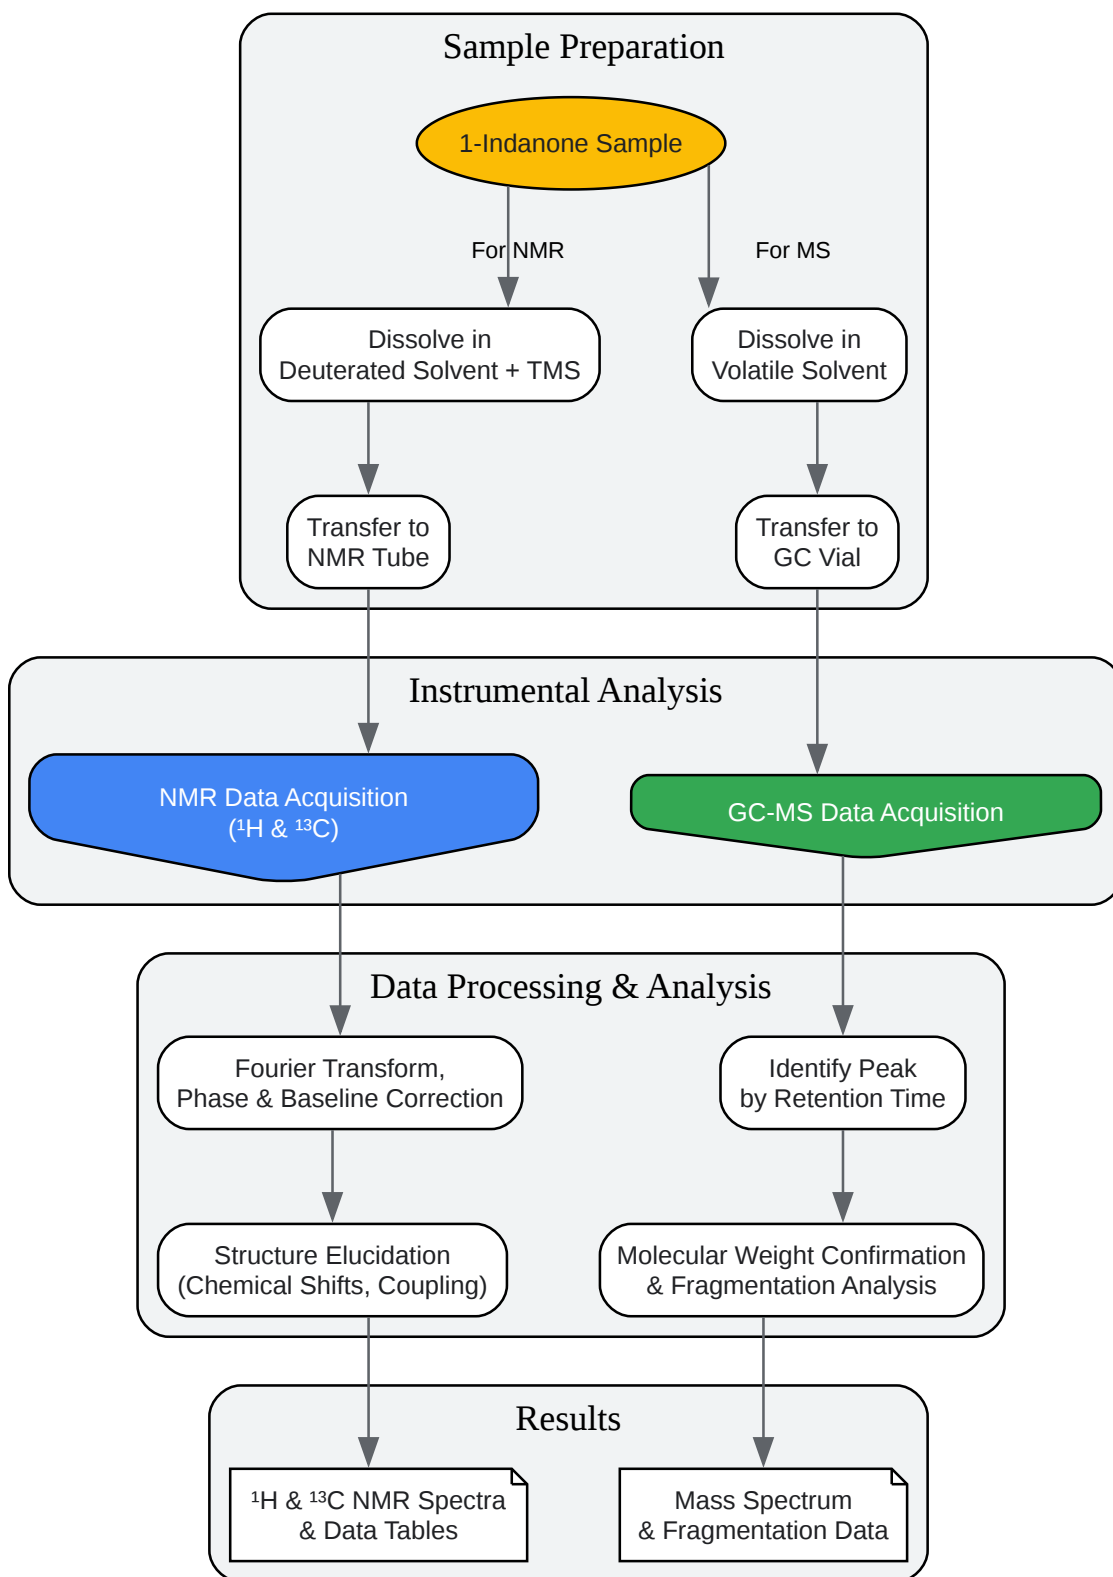 Sample Preparation
1-Indanone Sample
For NMR
For MS
Dissolve in
Deuterated Solvent + TMS
Dissolve in
Volatile Solvent
Transfer to
NMR Tube
Transfer to
GC Vial
Instrumental Analysis
NMR Data Acquisition
(¹H & ¹³C)
GC-MS Data Acquisition
Data Processing & Analysis
Fourier Transform,
Phase & Baseline Correction
Identify Peak
by Retention Time
Structure Elucidation
(Chemical Shifts, Coupling)
Molecular Weight Confirmation
& Fragmentation Analysis
Results
¹H & ¹³C NMR Spectra
& Data Tables
Mass Spectrum
& Fragmentation Data